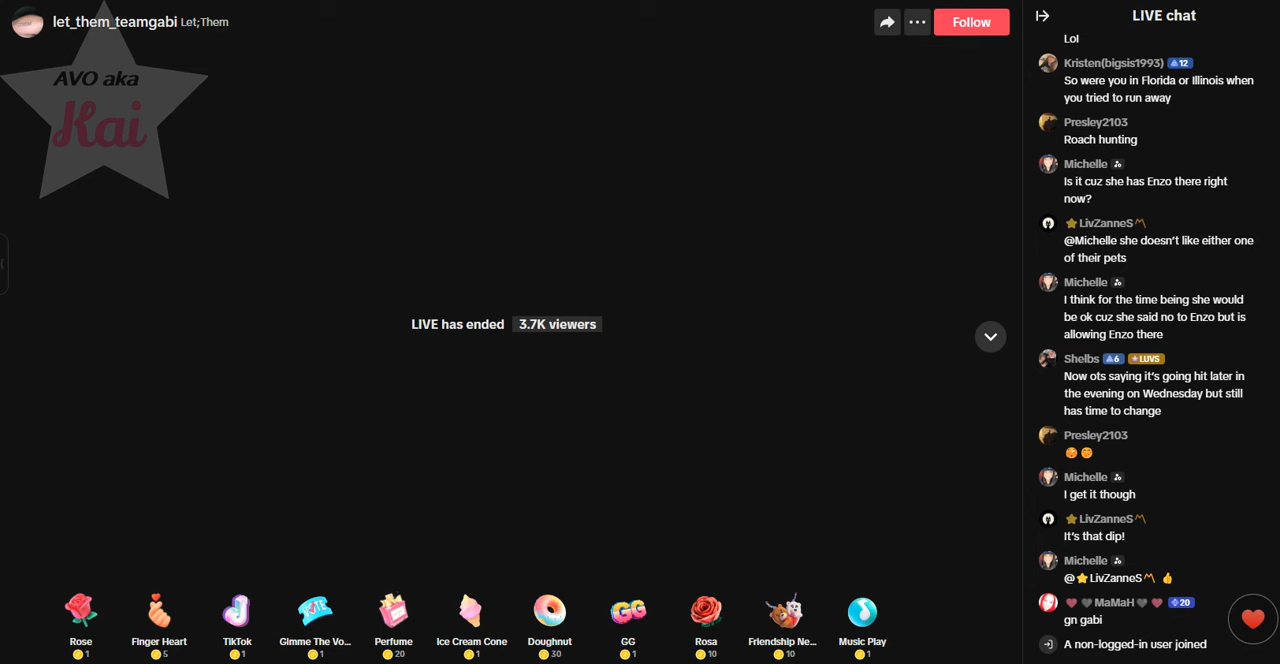 let_them_teamgabi Let;Them
Follow
AVO aka
Kai
LIVE has ended 3.7K viewers
Rose
1
Finger Heart
5
TikTok
1
Gimme The Vo...
1
Perfume
20
Ice Cream Cone
1
Doughnut
30
GG
1
Rosa
10
Friendship Ne...
10
Music Play
1
LIVE chat
Lol
Kristen(bigsis1993) 12
So were you in Florida or Illinois when
you tried to run away
Presley2103
Roach hunting
Michelle
Is it cuz she has Enzo there right
now?
⭐LivZanneS〽️
@Michelle she doesn't like either one
of their pets
Michelle
I think for the time being she would
be ok cuz she said no to Enzo but is
allowing Enzo there
Shelbs 6 LUVS
Now ots saying it's going hit later in
the evening on Wednesday but still
has time to change
Presley2103
Michelle
I get it though
⭐LivZanneS〽️
It's that dip!
Michelle
@⭐LivZanneS〽️ 👍
MaMaH 20
gn gabi
A non-logged-in user joined